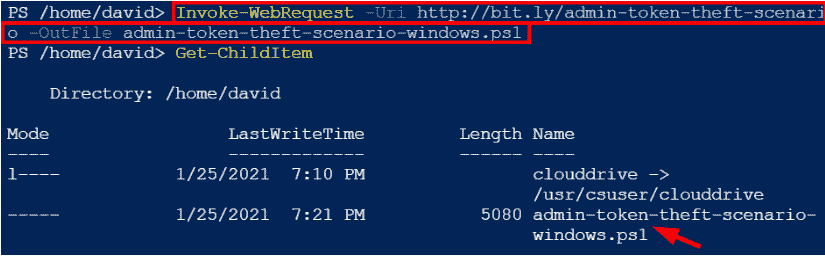 PS /home/david> Invoke-WebRequest -Uri http://bit.ly/admin-token-theft-scenari
o -OutFile admin-token-theft-scenario-windows.ps1
PS /home/david> Get-ChildItem
Directory: /home/david
Mode LastWriteTime Length Name
---- ------------- ------ ----
l---- 1/25/2021 7:10 PM clouddrive ->
/usr/csuser/clouddrive
----- 1/25/2021 7:21 PM 5080 admin-token-theft-scenario-
windows.ps1